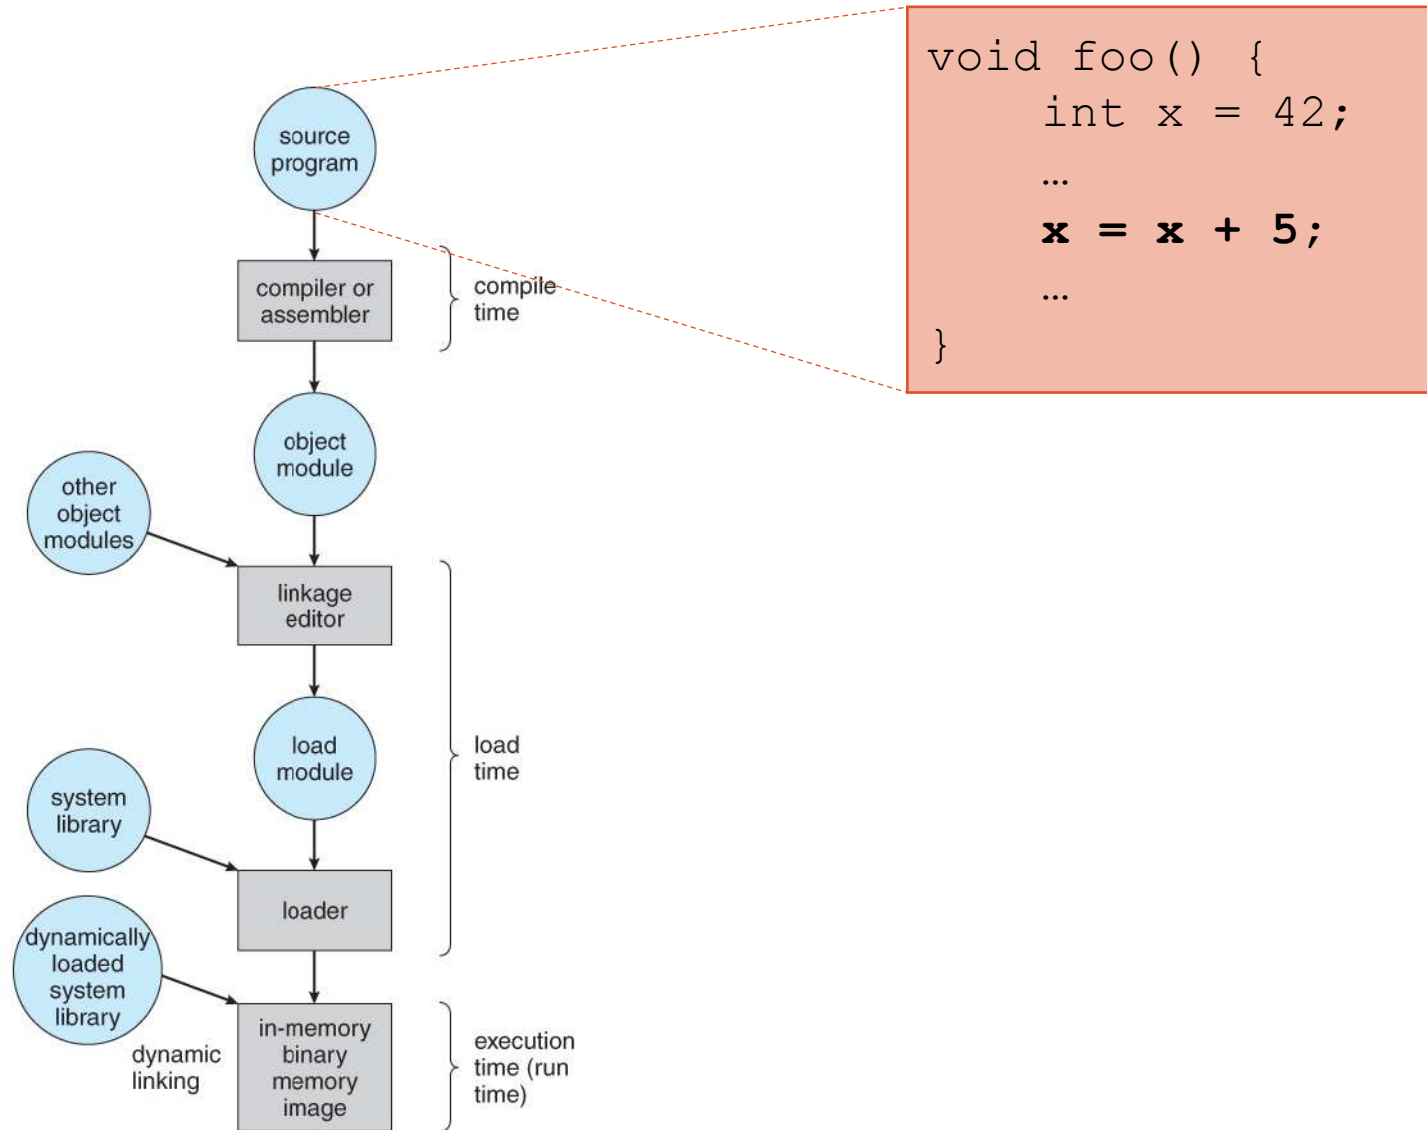 void foo() {
int x = 42;
…
x = x + 5;
…
}
source
program
compiler or
assembler
compile
time
object
module
other
object
modules
linkage
editor
load
module
load
time
system
library
loader
dynamically
loaded
system
library
dynamic
linking
in-memory
binary
memory
image
execution
time (run
time)